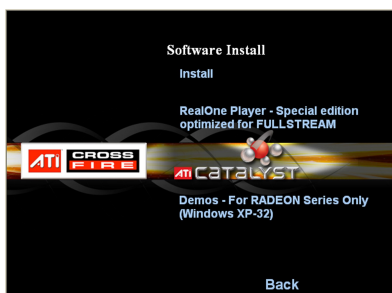 Software Install
Install
RealOne Player - Special edition
optimized for FULLSTREAM
ATi CROSS
FIRE
ATi CATALYST
Demos - For RADEON Series Only
(Windows XP-32)
Back